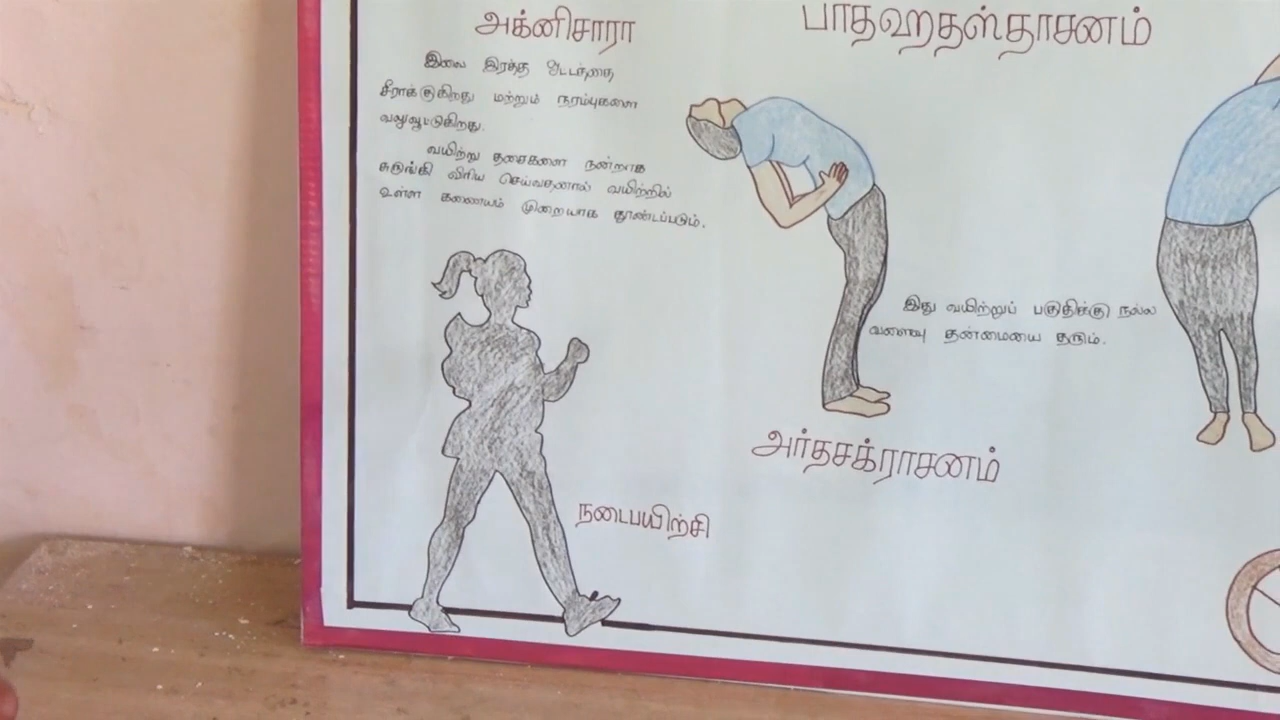 அக்னிசாரா
இவை இரத்த ஓட்டத்தை
சீராக்குகிறது மற்றும் நரம்புகளை
வலுவூட்டுகிறது.
வயிற்று தசைகளை நன்றாக
சுருங்கி விரிய செய்வதனால் வயிற்றில்
உள்ள கணையம் முறையாக தூண்டப்படும்.
பாதஹதஸ்தாசனம்
இது வயிற்றுப் பகுதிக்கு நல்ல
வளைவு தன்மையை தரும்.
அர்தசக்ராசனம்
நடைபயிற்சி